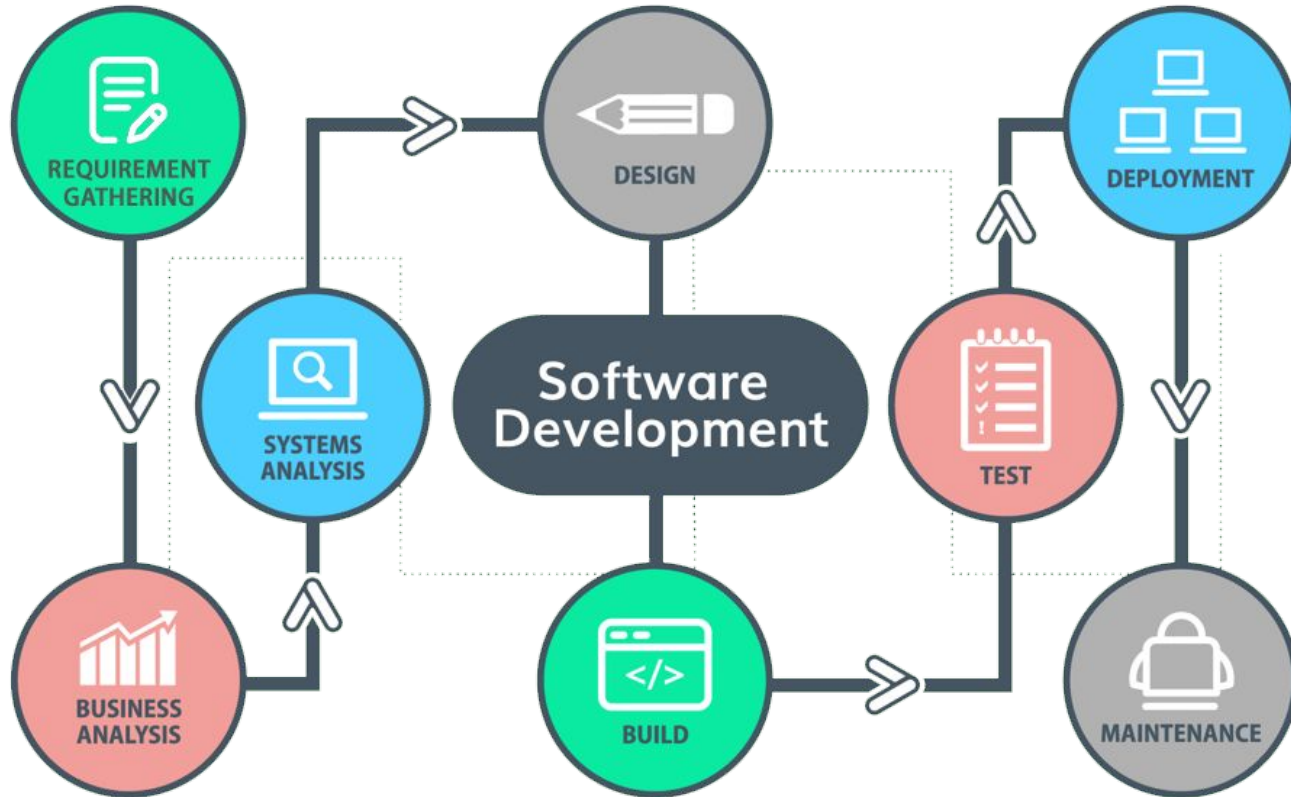 REQUIREMENT
GATHERING
BUSINESS
ANALYSIS
SYSTEMS
ANALYSIS
DESIGN
Software
Development
</>
BUILD
TEST
DEPLOYMENT
MAINTENANCE